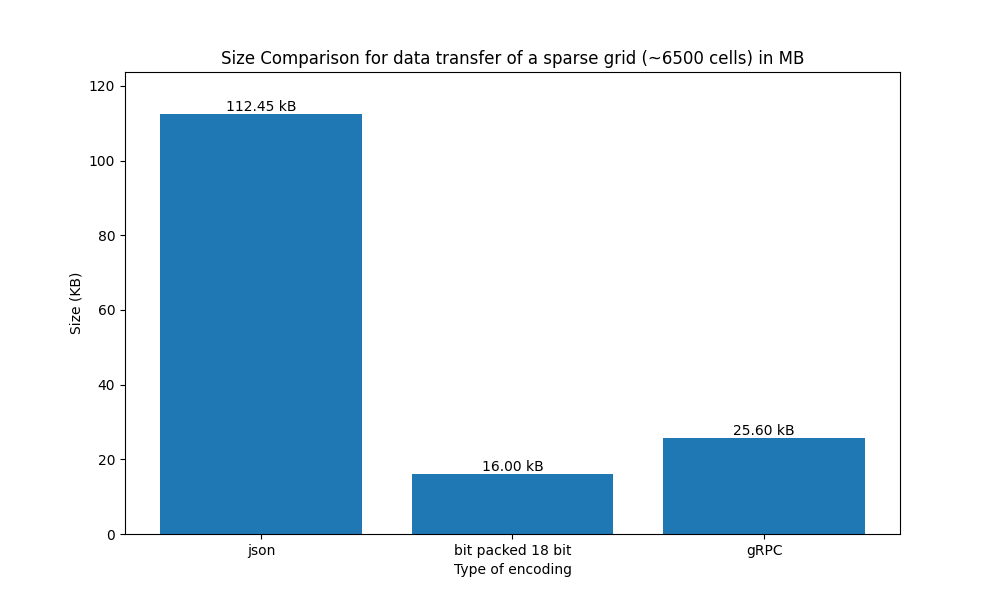 Size Comparison for data transfer of a sparse grid (~6500 cells) in MB
120
100
80
60
40
20
0
Size (KB)
112.45 kB
16.00 kB
25.60 kB
json
bit packed 18 bit
gRPC
Type of encoding